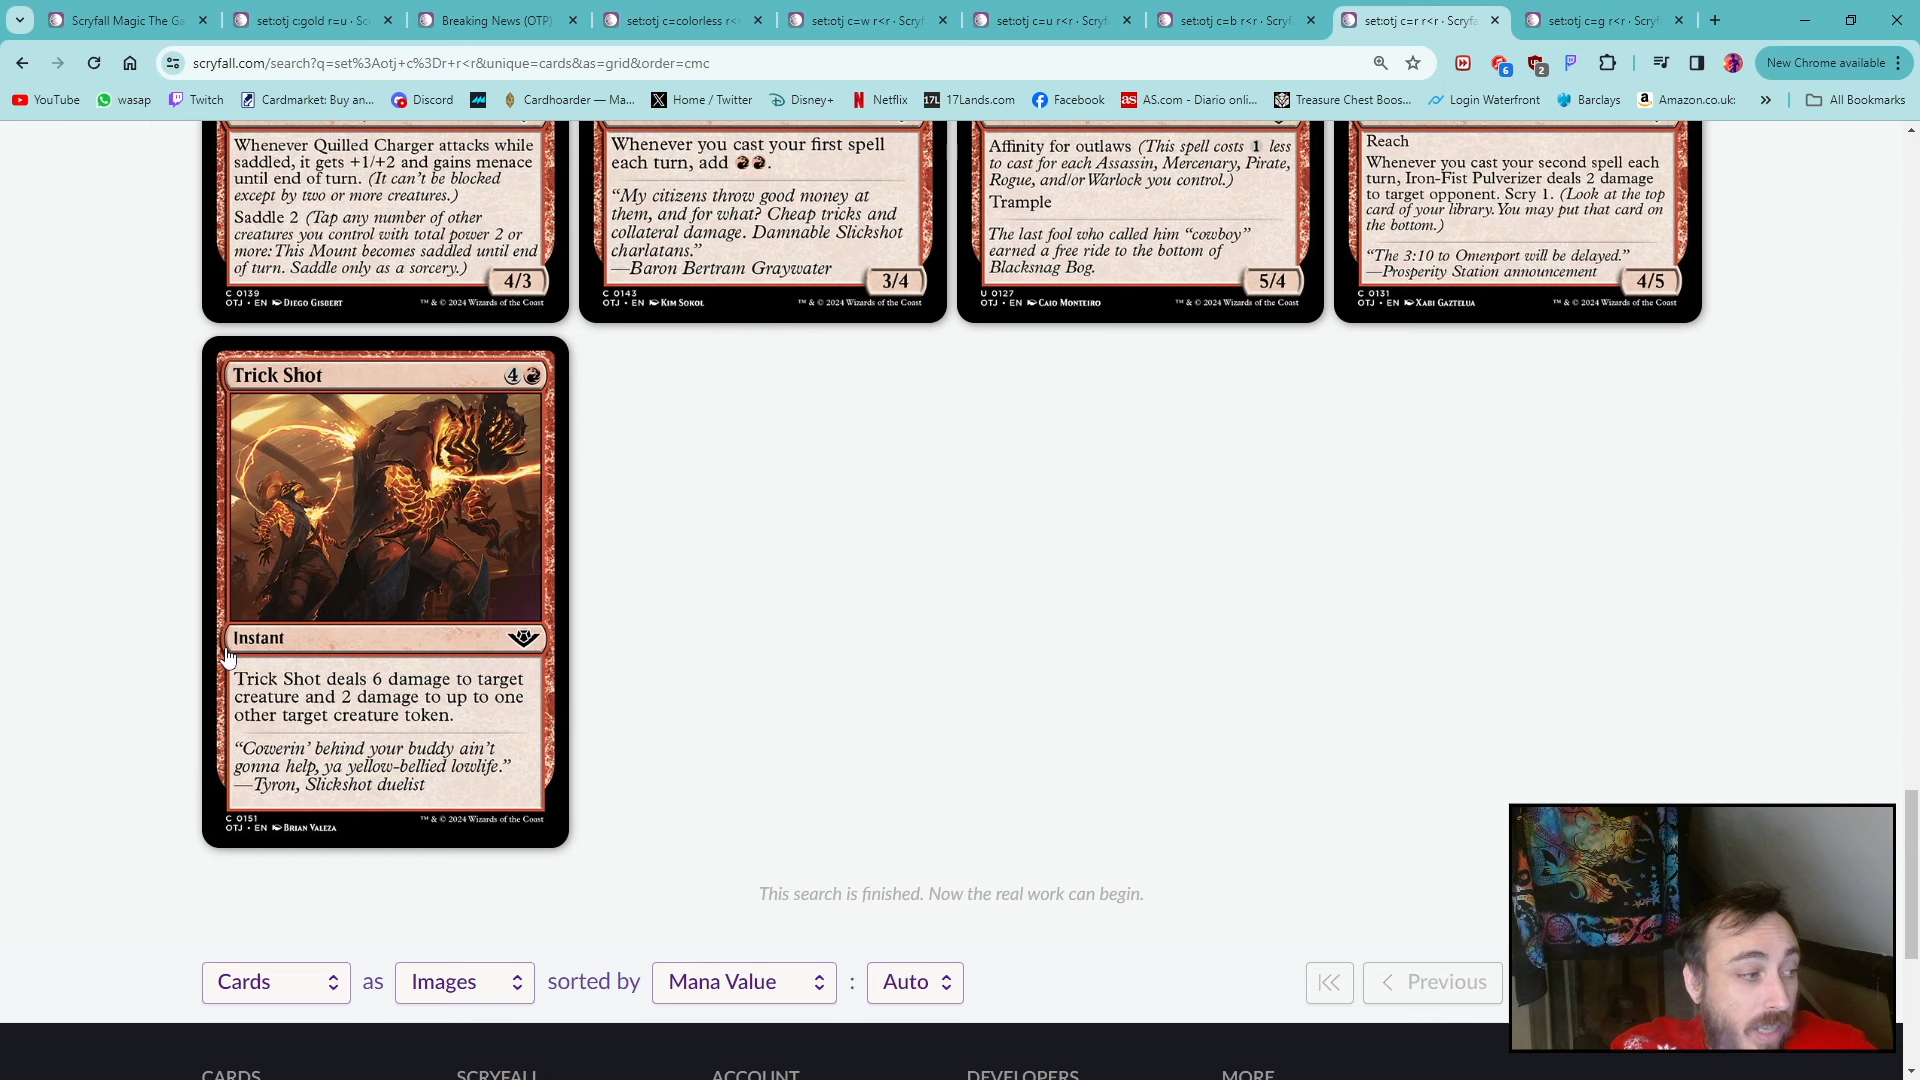 Scryfall Magic The Ga
set:otj c:gold r=u · Sc
Breaking News (OTP)
set:otj c=colorless r<
set:otj c=w r<r · Scryf
set:otj c=u r<r · Scryf
set:otj c=b r<r · Scryf
set:otj c=r r<r · Scryfa
set:otj c=g r<r · Scryf
scryfall.com/search?q=set%3Aotj+c%3Dr+r<r&unique=cards&as=grid&order=cmc
6
2
New Chrome available
YouTube
wasap
Twitch
Cardmarket: Buy an...
Discord
Cardhoarder — Ma...
Home / Twitter
Disney+
Netflix
17L 17Lands.com
Facebook
as AS.com - Diario onli...
Treasure Chest Boos...
Login Waterfront
Barclays
Amazon.co.uk:
»
All Bookmarks
Whenever Quilled Charger attacks while
saddled, it gets +1/+2 and gains menace
until end of turn. (It can't be blocked
except by two or more creatures.)
Saddle 2 (Tap any number of other
creatures you control with total power 2 or
more: This Mount becomes saddled until end
of turn. Saddle only as a sorcery.)
4/3
C 0139
OTJ • EN DIEGO GISBERT
™ & © 2024 Wizards of the Coast
Whenever you cast your first spell
each turn, add .
“My citizens throw good money at
them, and for what? Cheap tricks and
collateral damage. Damnable Slickshot
charlatans.”
—Baron Bertram Graywater
3/4
C 0143
OTJ • EN KIM SOKOL
™ & © 2024 Wizards of the Coast
Affinity for outlaws (This spell costs 1 less
to cast for each Assassin, Mercenary, Pirate,
Rogue, and/or Warlock you control.)
Trample
The last fool who called him “cowboy”
earned a free ride to the bottom of
Blacksnag Bog.
5/4
U 0127
OTJ • EN CAIO MONTEIRO
™ & © 2024 Wizards of the Coast
Reach
Whenever you cast your second spell each
turn, Iron-Fist Pulverizer deals 2 damage
to target opponent. Scry 1. (Look at the top
card of your library. You may put that card on
the bottom.)
“The 3:10 to Omenport will be delayed.”
—Prosperity Station announcement
4/5
C 0131
OTJ • EN XABI GAZTELUA
™ & © 2024 Wizards of the Coast
Trick Shot
4
Instant
Trick Shot deals 6 damage to target
creature and 2 damage to up to one
other target creature token.
“Cowerin’ behind your buddy ain’t
gonna help, ya yellow-bellied lowlife.”
—Tyron, Slickshot duelist
C 0151
OTJ • EN BRIAN VALEZA
™ & © 2024 Wizards of the Coast
This search is finished. Now the real work can begin.
Cards as Images sorted by Mana Value : Auto
Previous
CARDS
SCRYFALL
ACCOUNT
DEVELOPERS
MORE